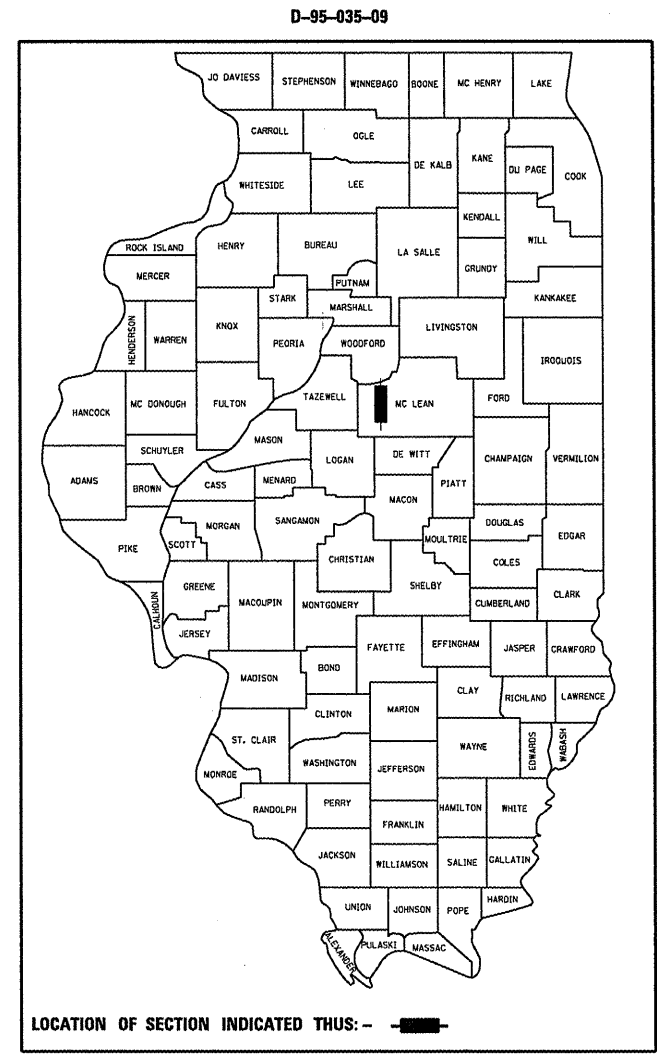 D-95-035-09
JO DAVIESS STEPHENSON WINNEBAGO BOONE MC HENRY LAKE
CARROLL OGLE
DE KALB KANE DU PAGE COOK
WHITESIDE LEE
KENDALL
ROCK ISLAND HENRY BUREAU LA SALLE WILL
MERCER PUTNAM GRUNDY
STARK MARSHALL KANKAKEE
HENDERSON WARREN KNOX PEORIA WOODFORD LIVINGSTON IROQUOIS
HANCOCK MC DONOUGH FULTON TAZEWELL MC LEAN FORD
SCHUYLER MASON
ADAMS BROWN CASS MENARD LOGAN DE WITT PIATT CHAMPAIGN VERMILION
MACON
PIKE SCOTT MORGAN SANGAMON CHRISTIAN MOULTRIE DOUGLAS EDGAR
COLES
CALHOUN GREENE MACOUPIN MONTGOMERY SHELBY CUMBERLAND CLARK
JERSEY
FAYETTE EFFINGHAM JASPER CRAWFORD
MADISON BOND
CLAY RICHLAND LAWRENCE
CLINTON MARION
ST. CLAIR WASHINGTON JEFFERSON WAYNE EDWARDS WABASH
MONROE
RANDOLPH PERRY HAMILTON WHITE
FRANKLIN
JACKSON WILLIAMSON SALINE GALLATIN
UNION JOHNSON POPE HARDIN
ALEXANDER PULASKI MASSAC
LOCATION OF SECTION INDICATED THUS: -